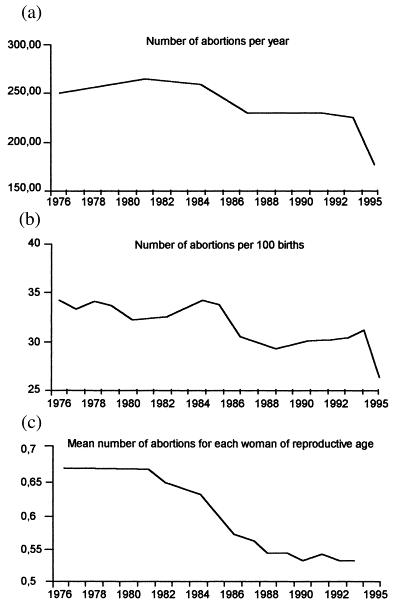 (a)
Number of abortions per year
300,00
250,00
200,00
150,00
1976 1978 1980 1982 1984 1986 1988 1990 1992 1995
(b)
Number of abortions per 100 births
40
35
30
25
1976 1978 1980 1982 1984 1986 1988 1990 1992 1995
(c)
Mean number of abortions for each woman of reproductive age
0,7
0,65
0,6
0,55
0,5
1976 1978 1980 1982 1984 1986 1988 1990 1992 1995